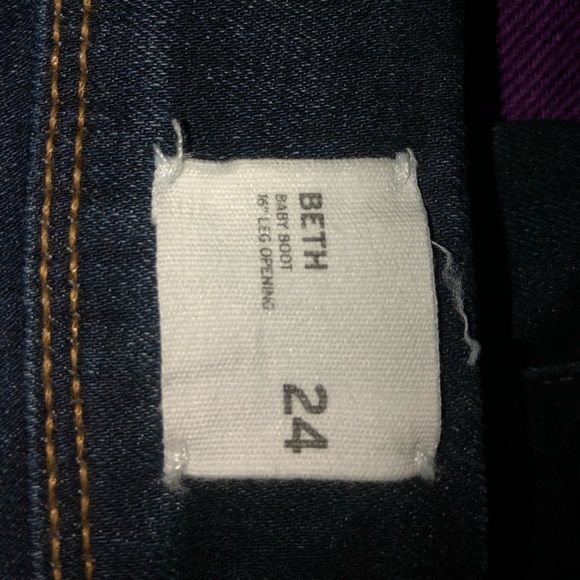 BETH
BABY BOOT
16" LEG OPENING
24